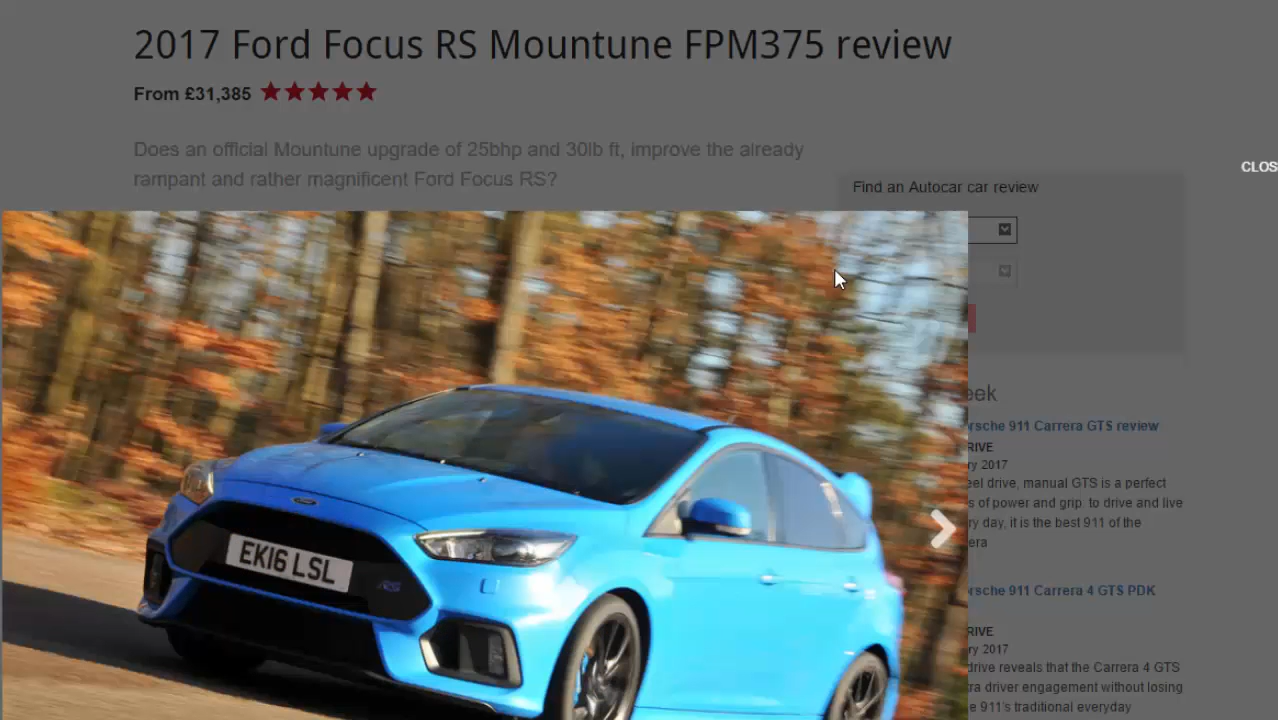 2017 Ford Focus RS Mountune FPM375 review
From £31,385
Does an official Mountune upgrade of 25bhp and 30lb ft, improve the already
rampant and rather magnificent Ford Focus RS?
CLOS
Find an Autocar car review
eek
rsche 911 Carrera GTS review
RIVE
ry 2017
eel drive, manual GTS is a perfect
s of power and grip. to drive and live
ry day, it is the best 911 of the
era
rsche 911 Carrera 4 GTS PDK
RIVE
ry 2017
drive reveals that the Carrera 4 GTS
tra driver engagement without losing
e 911's traditional everyday
EK16 LSL
RS